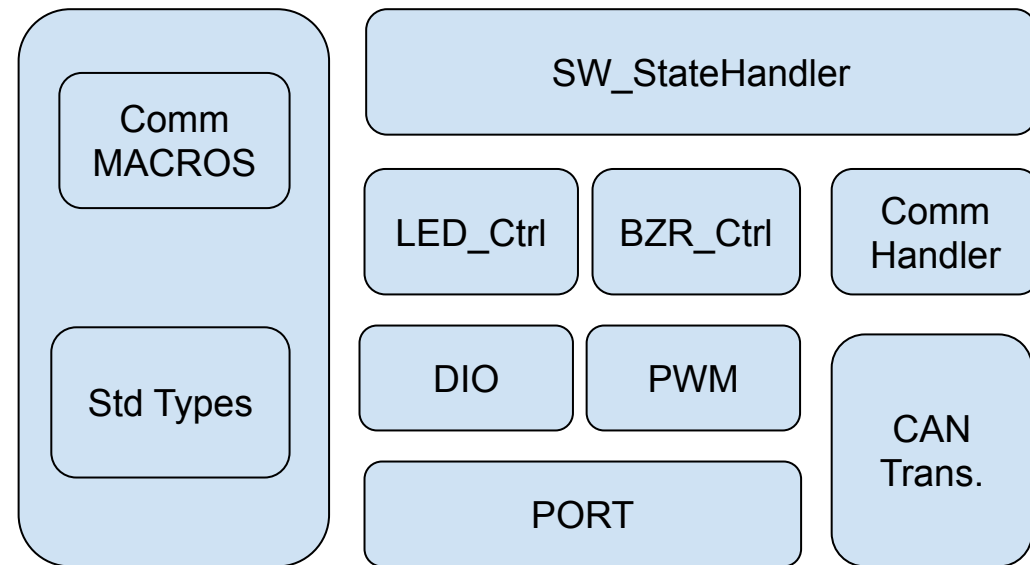 Comm
MACROS
Std Types
SW_StateHandler
LED_Ctrl
BZR_Ctrl
Comm
Handler
DIO
PWM
CAN
Trans.
PORT